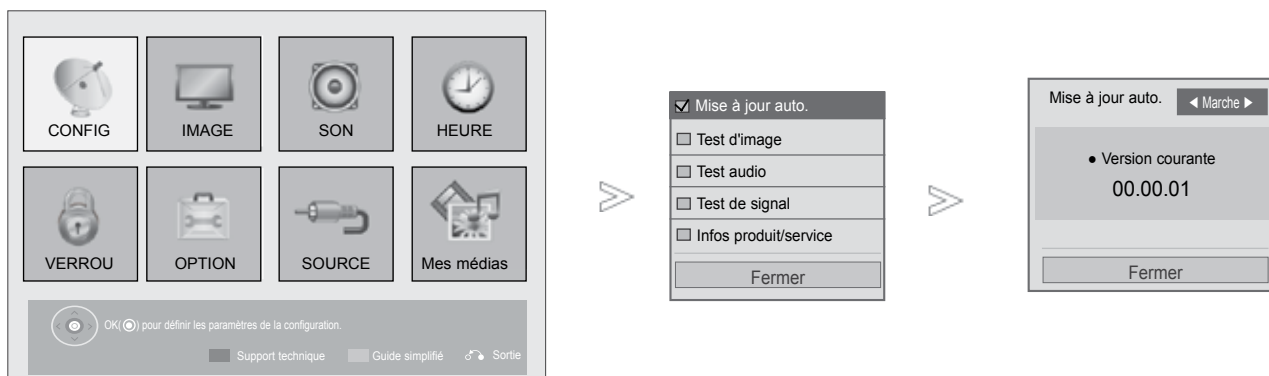 CONFIG
IMAGE
SON
HEURE
VERROU
OPTION
SOURCE
Mes médias
OK(◉) pour définir les paramètres de la configuration.
Support technique Guide simplifié Sortie
Mise à jour auto.
Test d'image
Test audio
Test de signal
Infos produit/service
Fermer
Mise à jour auto. ◀ Marche ▶
● Version courante
00.00.01
Fermer